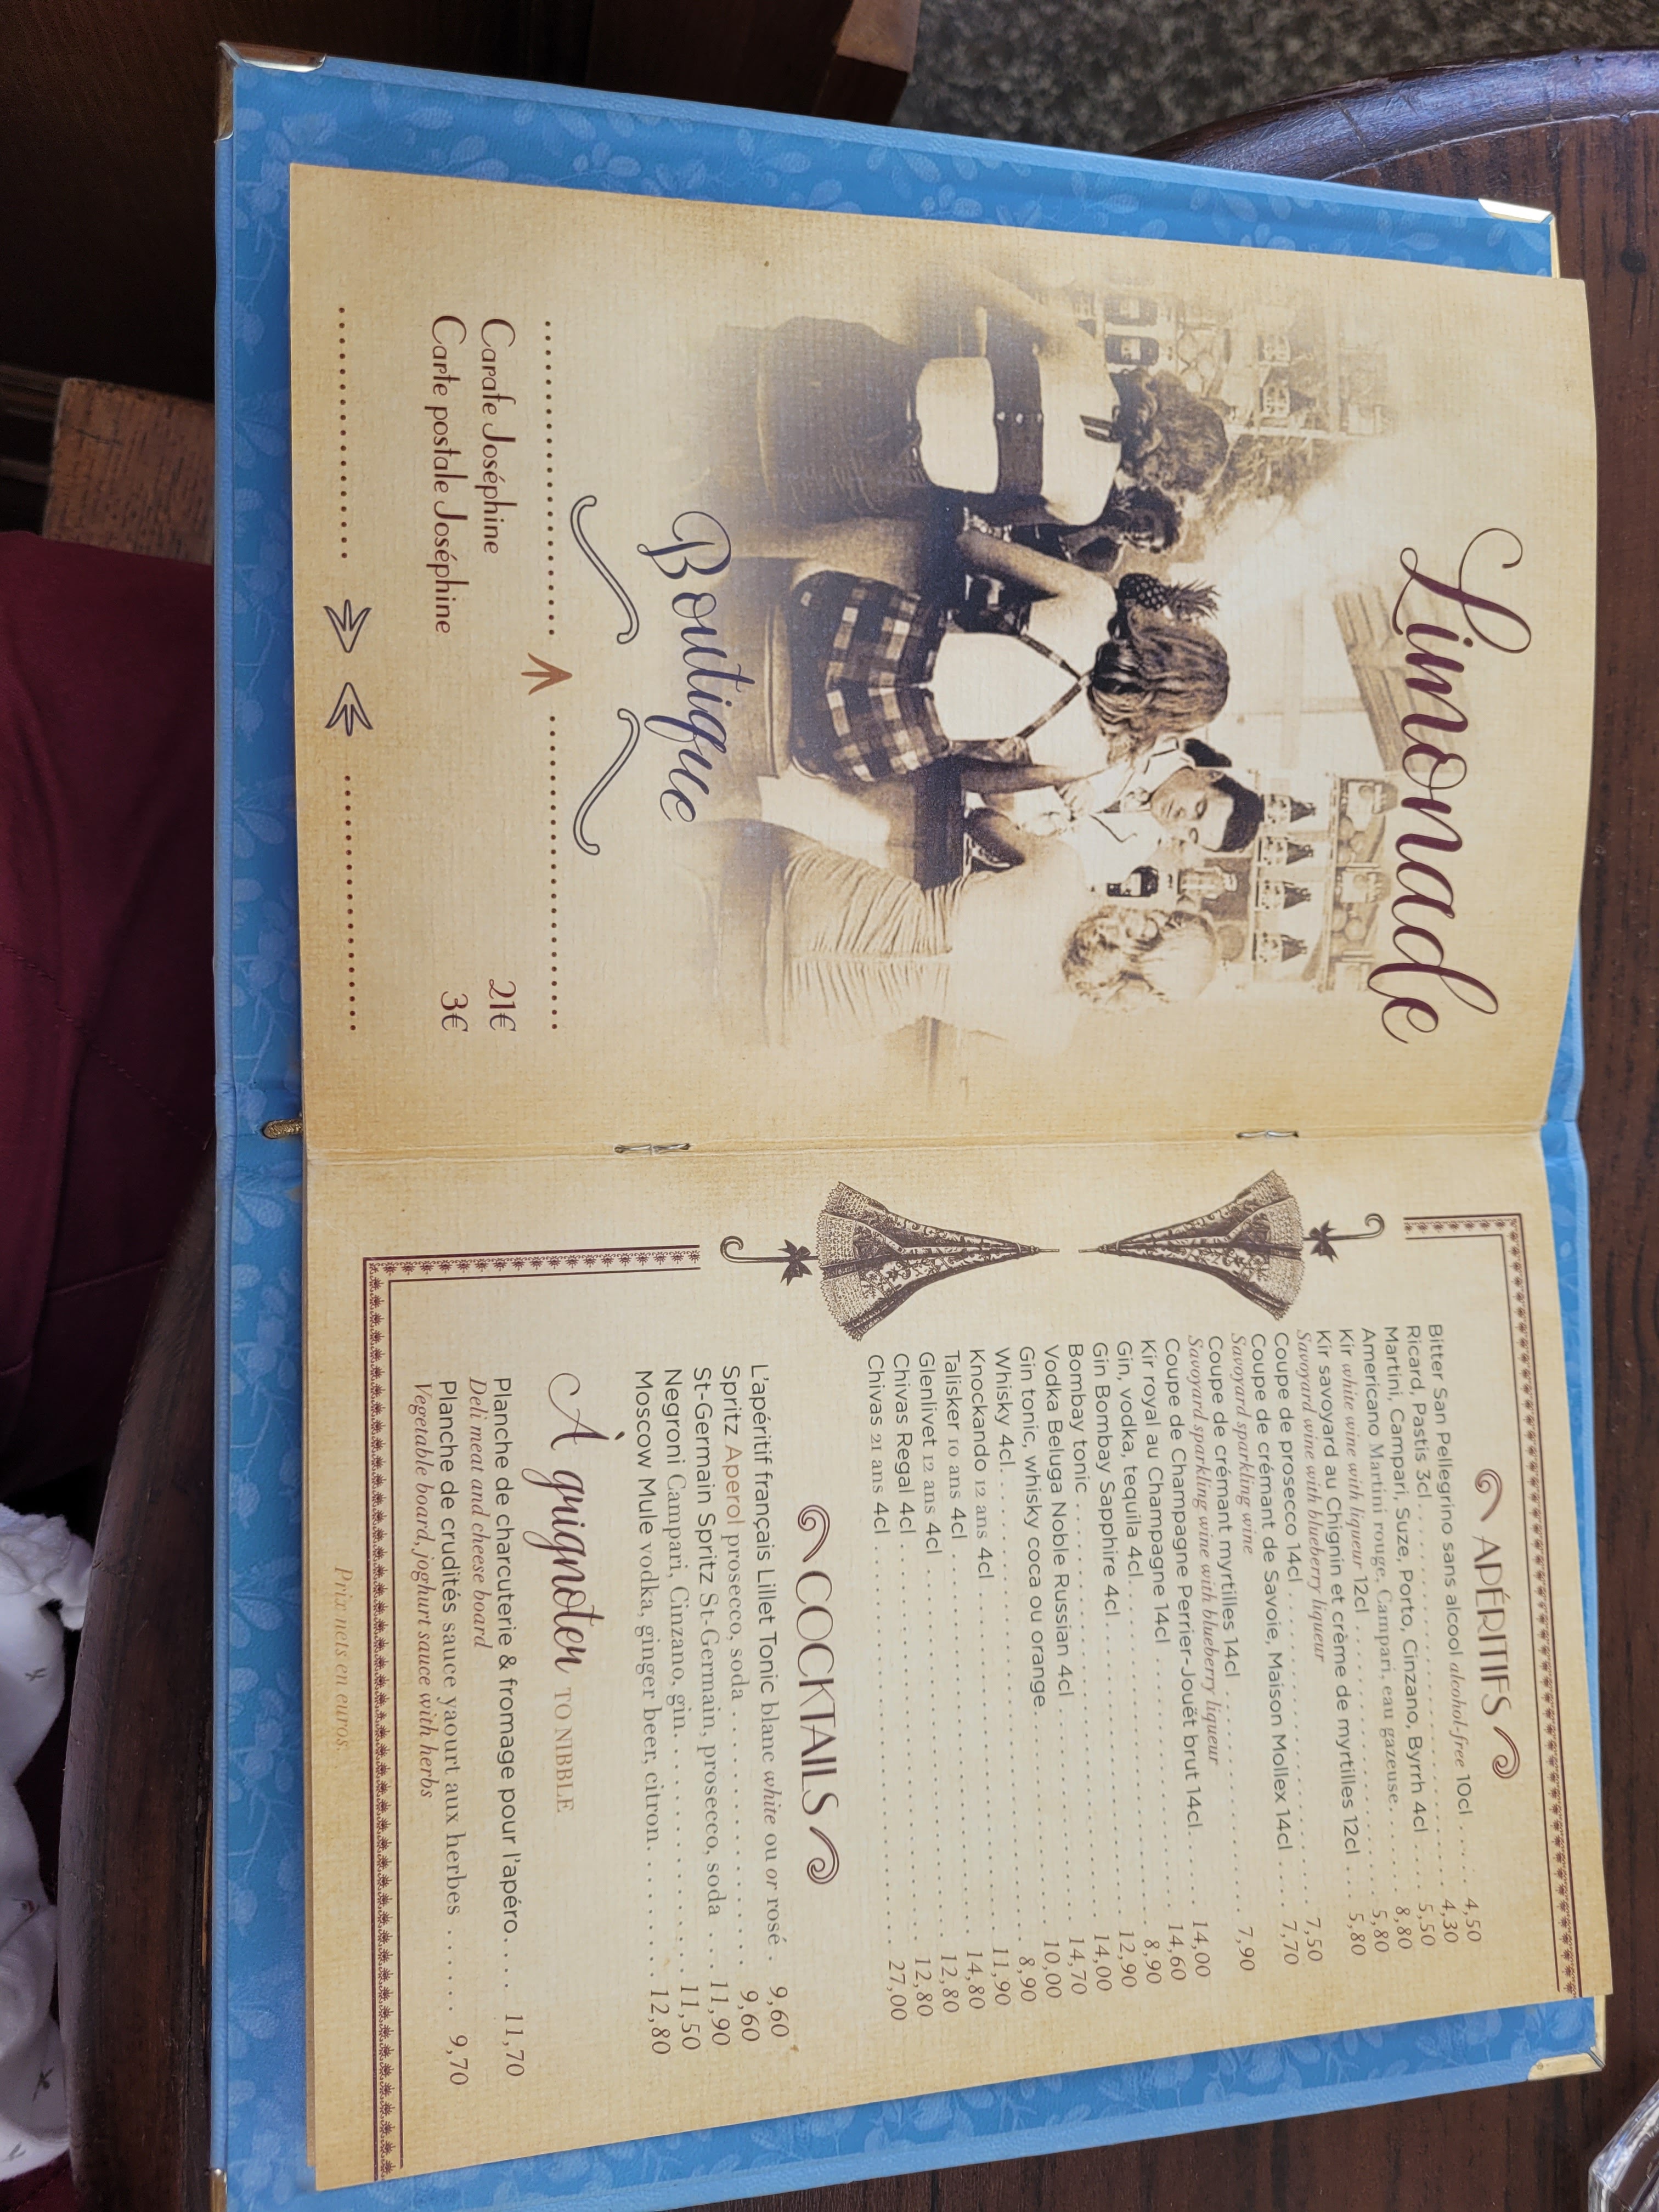 Limonade
Boutique
Carafe Joséphine 21€
Carte postale Joséphine 3€
APÉRITIFS
Bitter San Pellegrino sans alcool alcohol-free 10cl ...... 4,50
Ricard, Pastis 3cl ...................... 4,30
Martini, Campari, Suze, Porto, Cinzano, Byrrh 4cl .... 5,50
Americano Martini rouge, Campari, eau gazeuse ...... 8,80
Kir white wine with liqueur 12cl ................ 5,80
Kir savoyard au Chignin et crème de myrtilles 12cl ... 5,80
Savoyard wine with blueberry liqueur
Coupe de prosecco 14cl .................. 7,50
Coupe de crémant de Savoie, Maison Mollex 14cl .... 7,70
Savoyard sparkling wine
Coupe de crémant myrtilles 14cl .............. 7,90
Savoyard sparkling wine with blueberry liqueur
Coupe de Champagne Perrier-Jouët brut 14cl ..... 14,00
Kir royal au Champagne 14cl ............... 14,60
Gin, vodka, tequila 4cl .................... 8,90
Gin Bombay Sapphire 4cl ................. 12,90
Bombay tonic ........................ 14,00
Vodka Beluga Noble Russian 4cl ............. 14,70
Gin tonic, whisky coca ou orange ............. 10,00
Whisky 4cl ........................... 8,90
Knockando 12 ans 4cl .................... 11,90
Talisker 10 ans 4cl ...................... 14,80
Glenlivet 12 ans 4cl ...................... 12,80
Chivas Regal 4cl ....................... 12,80
Chivas 21 ans 4cl ....................... 27,00
COCKTAILS
L'apéritif français Lillet Tonic blanc white ou or rosé . 9,60
Spritz Aperol prosecco, soda ................ 9,60
St-Germain Spritz St-Germain, prosecco, soda .... 11,90
Negroni Campari, Cinzano, gin .............. 11,50
Moscow Mule vodka, ginger beer, citron ........ 12,80
À grignoter TO NIBBLE
Planche de charcuterie & fromage pour l'apéro .... 11,70
Deli meat and cheese board
Planche de crudités sauce yaourt aux herbes ...... 9,70
Vegetable board, joghurt sauce with herbs
Prix nets en euros.